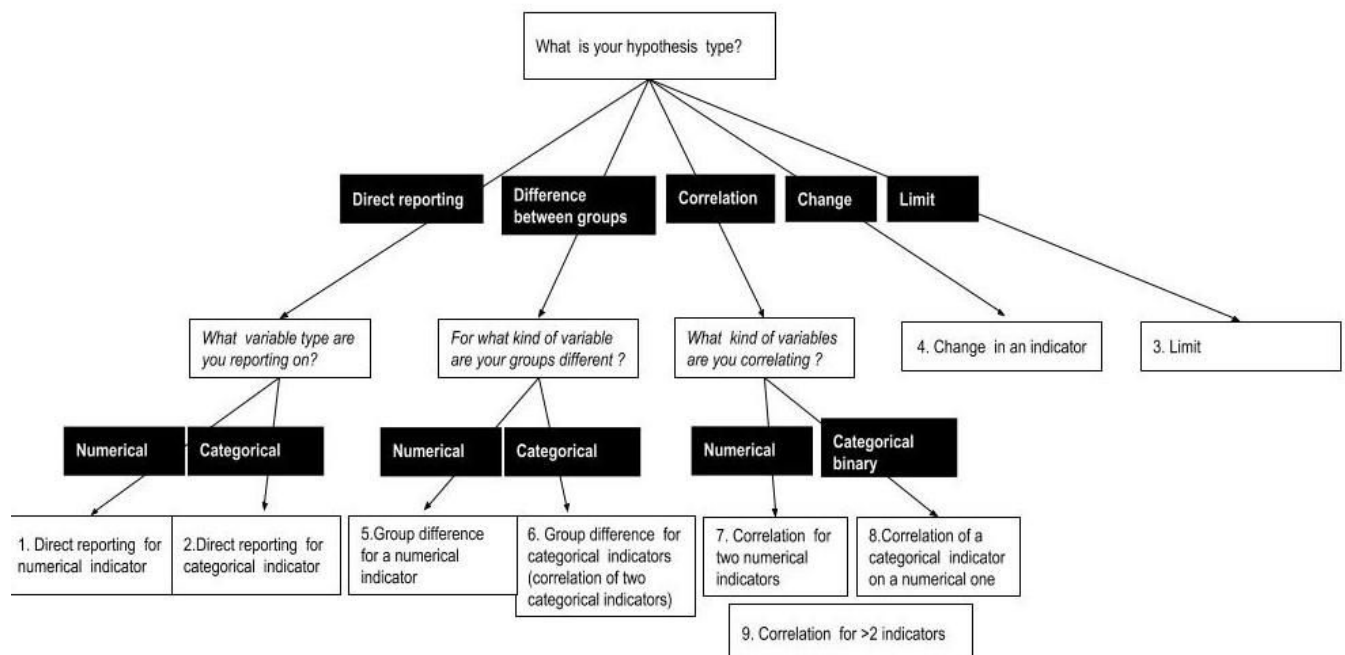 What is your hypothesis type?
Direct reporting
Difference
between groups
Correlation
Change
Limit
What variable type are
you reporting on?
For what kind of variable
are your groups different ?
What kind of variables
are you correlating ?
4. Change in an indicator
3. Limit
Numerical
Categorical
Numerical
Categorical
Numerical
Categorical
binary
1. Direct reporting for
numerical indicator
2.Direct reporting for
categorical indicator
5.Group difference
for a numerical
indicator
6. Group difference for
categorical indicators
(correlation of two
categorical indicators)
7. Correlation for
two numerical
indicators
8.Correlation of a
categorical indicator
on a numerical one
9. Correlation for >2 indicators